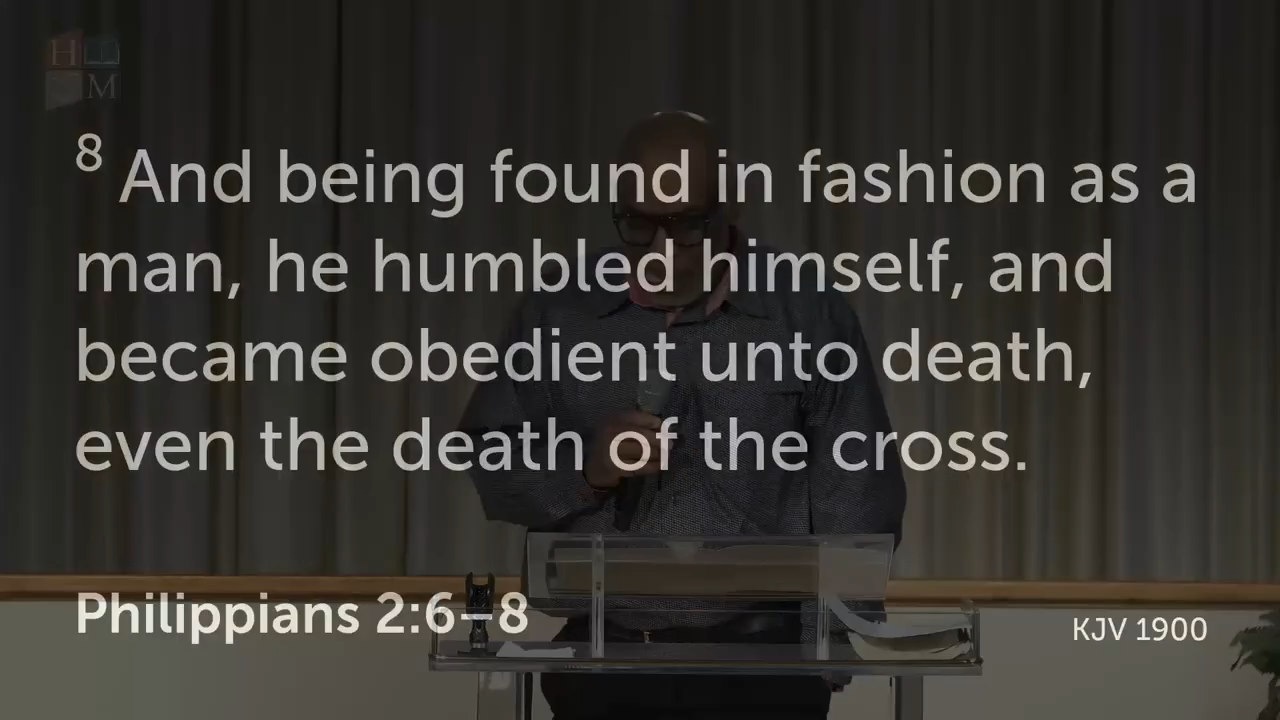 H
M
8 And being found in fashion as a
man, he humbled himself, and
became obedient unto death,
even the death of the cross.
Philippians 2:6–8
KJV 1900